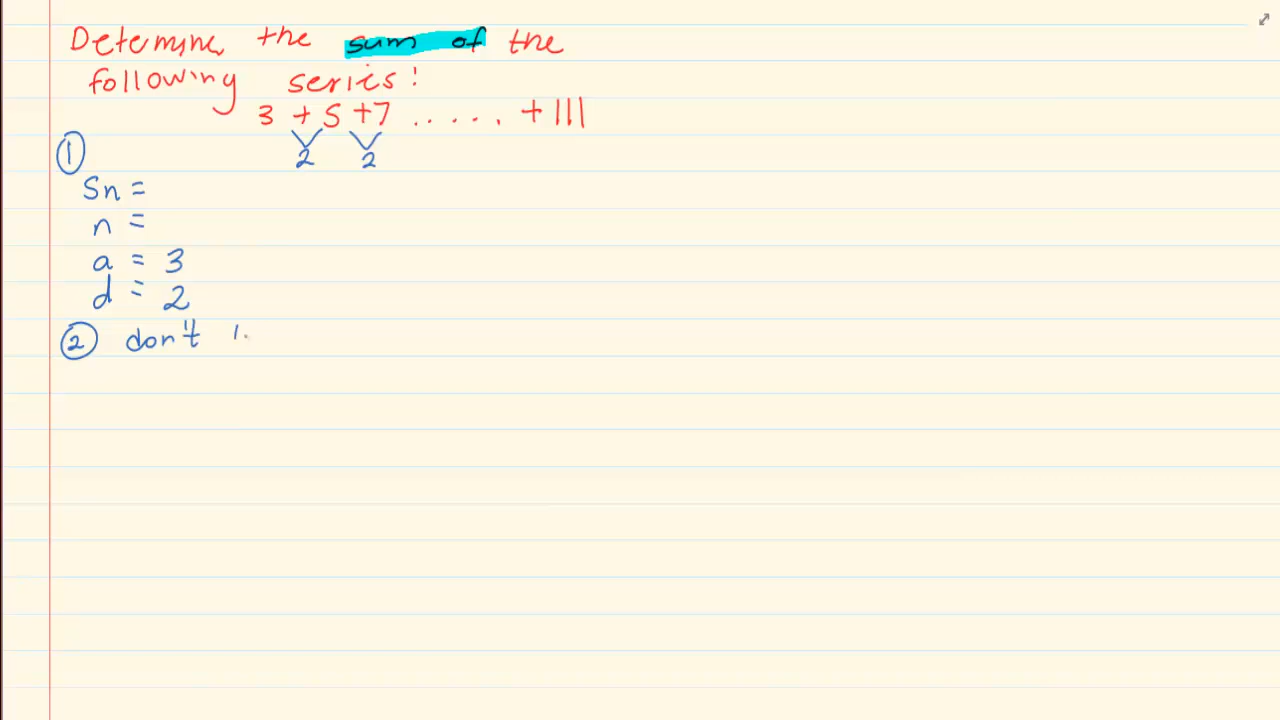 Determine the sum of the
following series:
3 + 5 + 7 ..... + 111
2 2
①
Sn =
n =
a = 3
d = 2
② don't